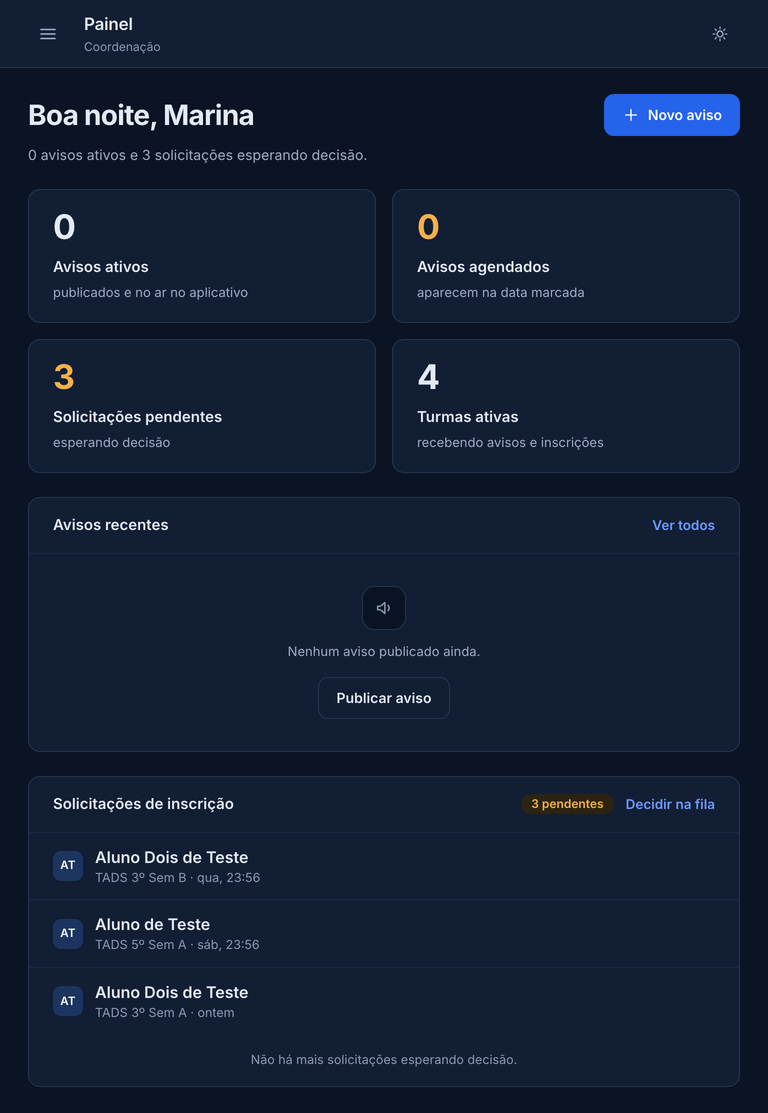 Painel
Coordenação
Boa noite, Marina
Novo aviso
0 avisos ativos e 3 solicitações esperando decisão.
0
Avisos ativos
publicados e no ar no aplicativo
0
Avisos agendados
aparecem na data marcada
3
Solicitações pendentes
esperando decisão
4
Turmas ativas
recebendo avisos e inscrições
Avisos recentes
Ver todos
Nenhum aviso publicado ainda.
Publicar aviso
Solicitações de inscrição
3 pendentes
Decidir na fila
AT
Aluno Dois de Teste
TADS 3º Sem B · qua, 23:56
AT
Aluno de Teste
TADS 5º Sem A · sáb, 23:56
AT
Aluno Dois de Teste
TADS 3º Sem A · ontem
Não há mais solicitações esperando decisão.